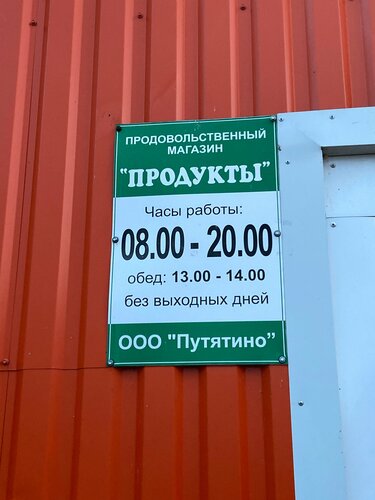 ПРОДОВОЛЬСТВЕННЫЙ
МАГАЗИН
"ПРОДУКТЫ"
Часы работы:
08.00 - 20.00
обед: 13.00 - 14.00
без выходных дней
ООО "Путятино"